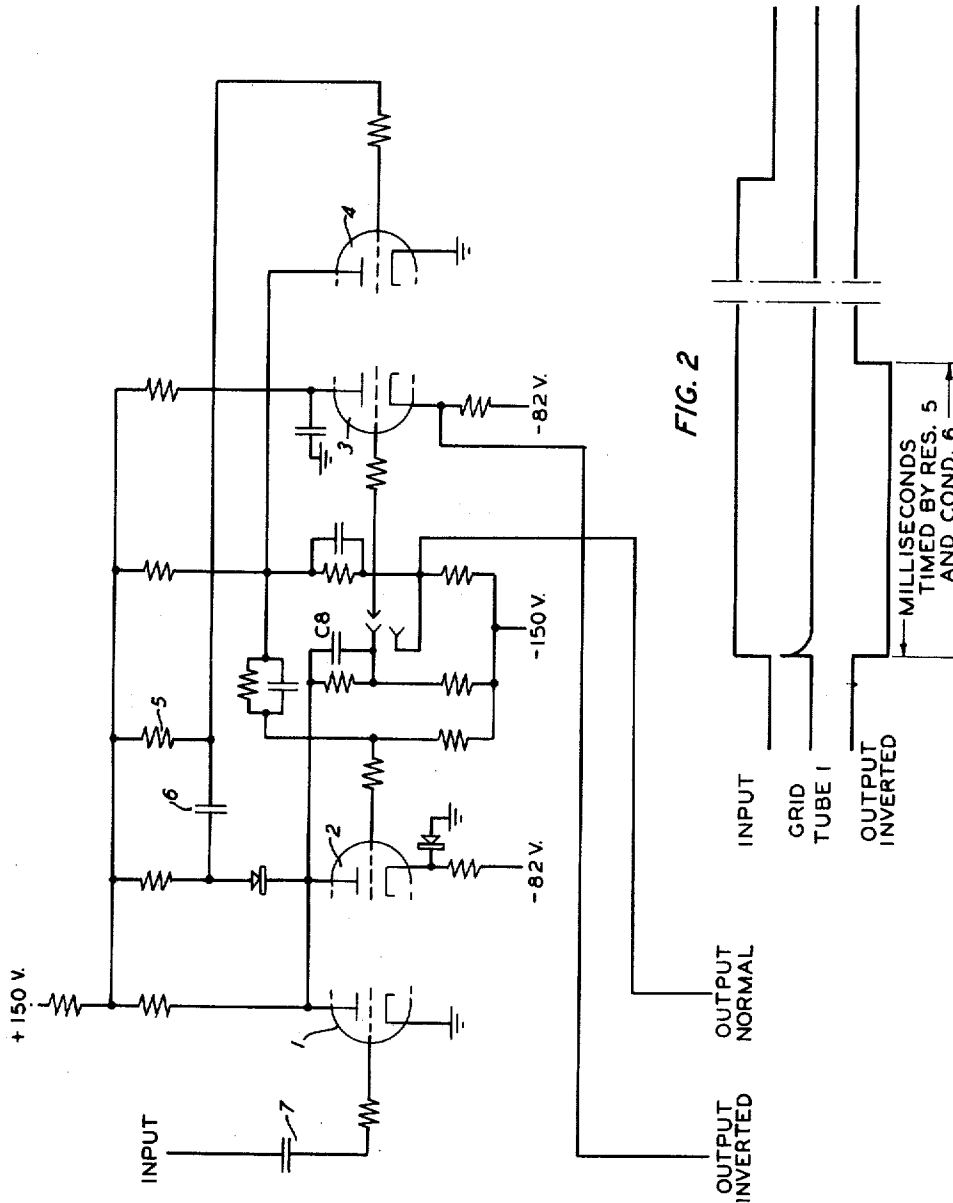 +150 V.
INPUT
7
1
6
5
2
C8
3
4
-82 V.
-150 V.
-82 V.
OUTPUT
INVERTED
OUTPUT
NORMAL
FIG. 2
INPUT
GRID
TUBE I
OUTPUT
INVERTED
MILLISECONDS
TIMED BY RES. 5
AND COND. 6